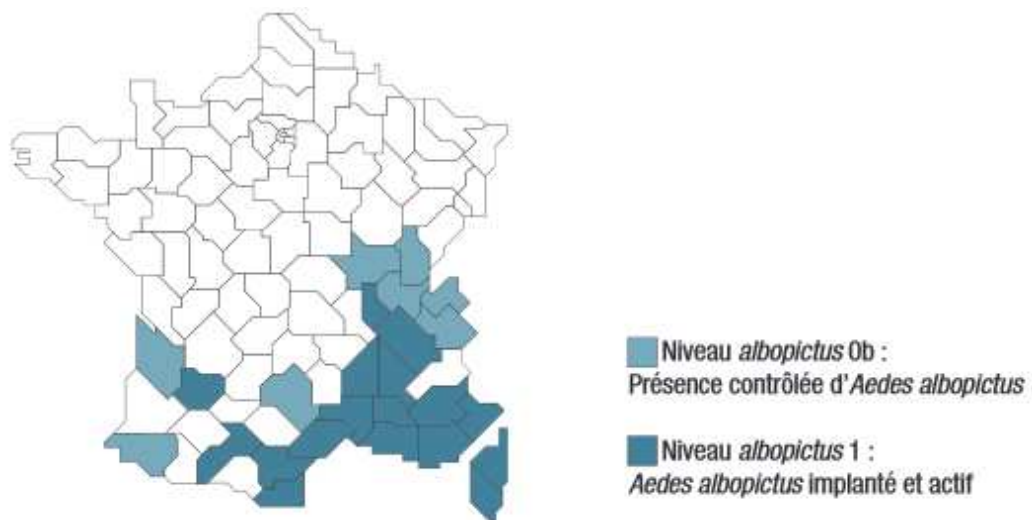 Niveau albopictus 0b :
Présence contrôlée d'Aedes albopictus
Niveau albopictus 1 :
Aedes albopictus implanté et actif